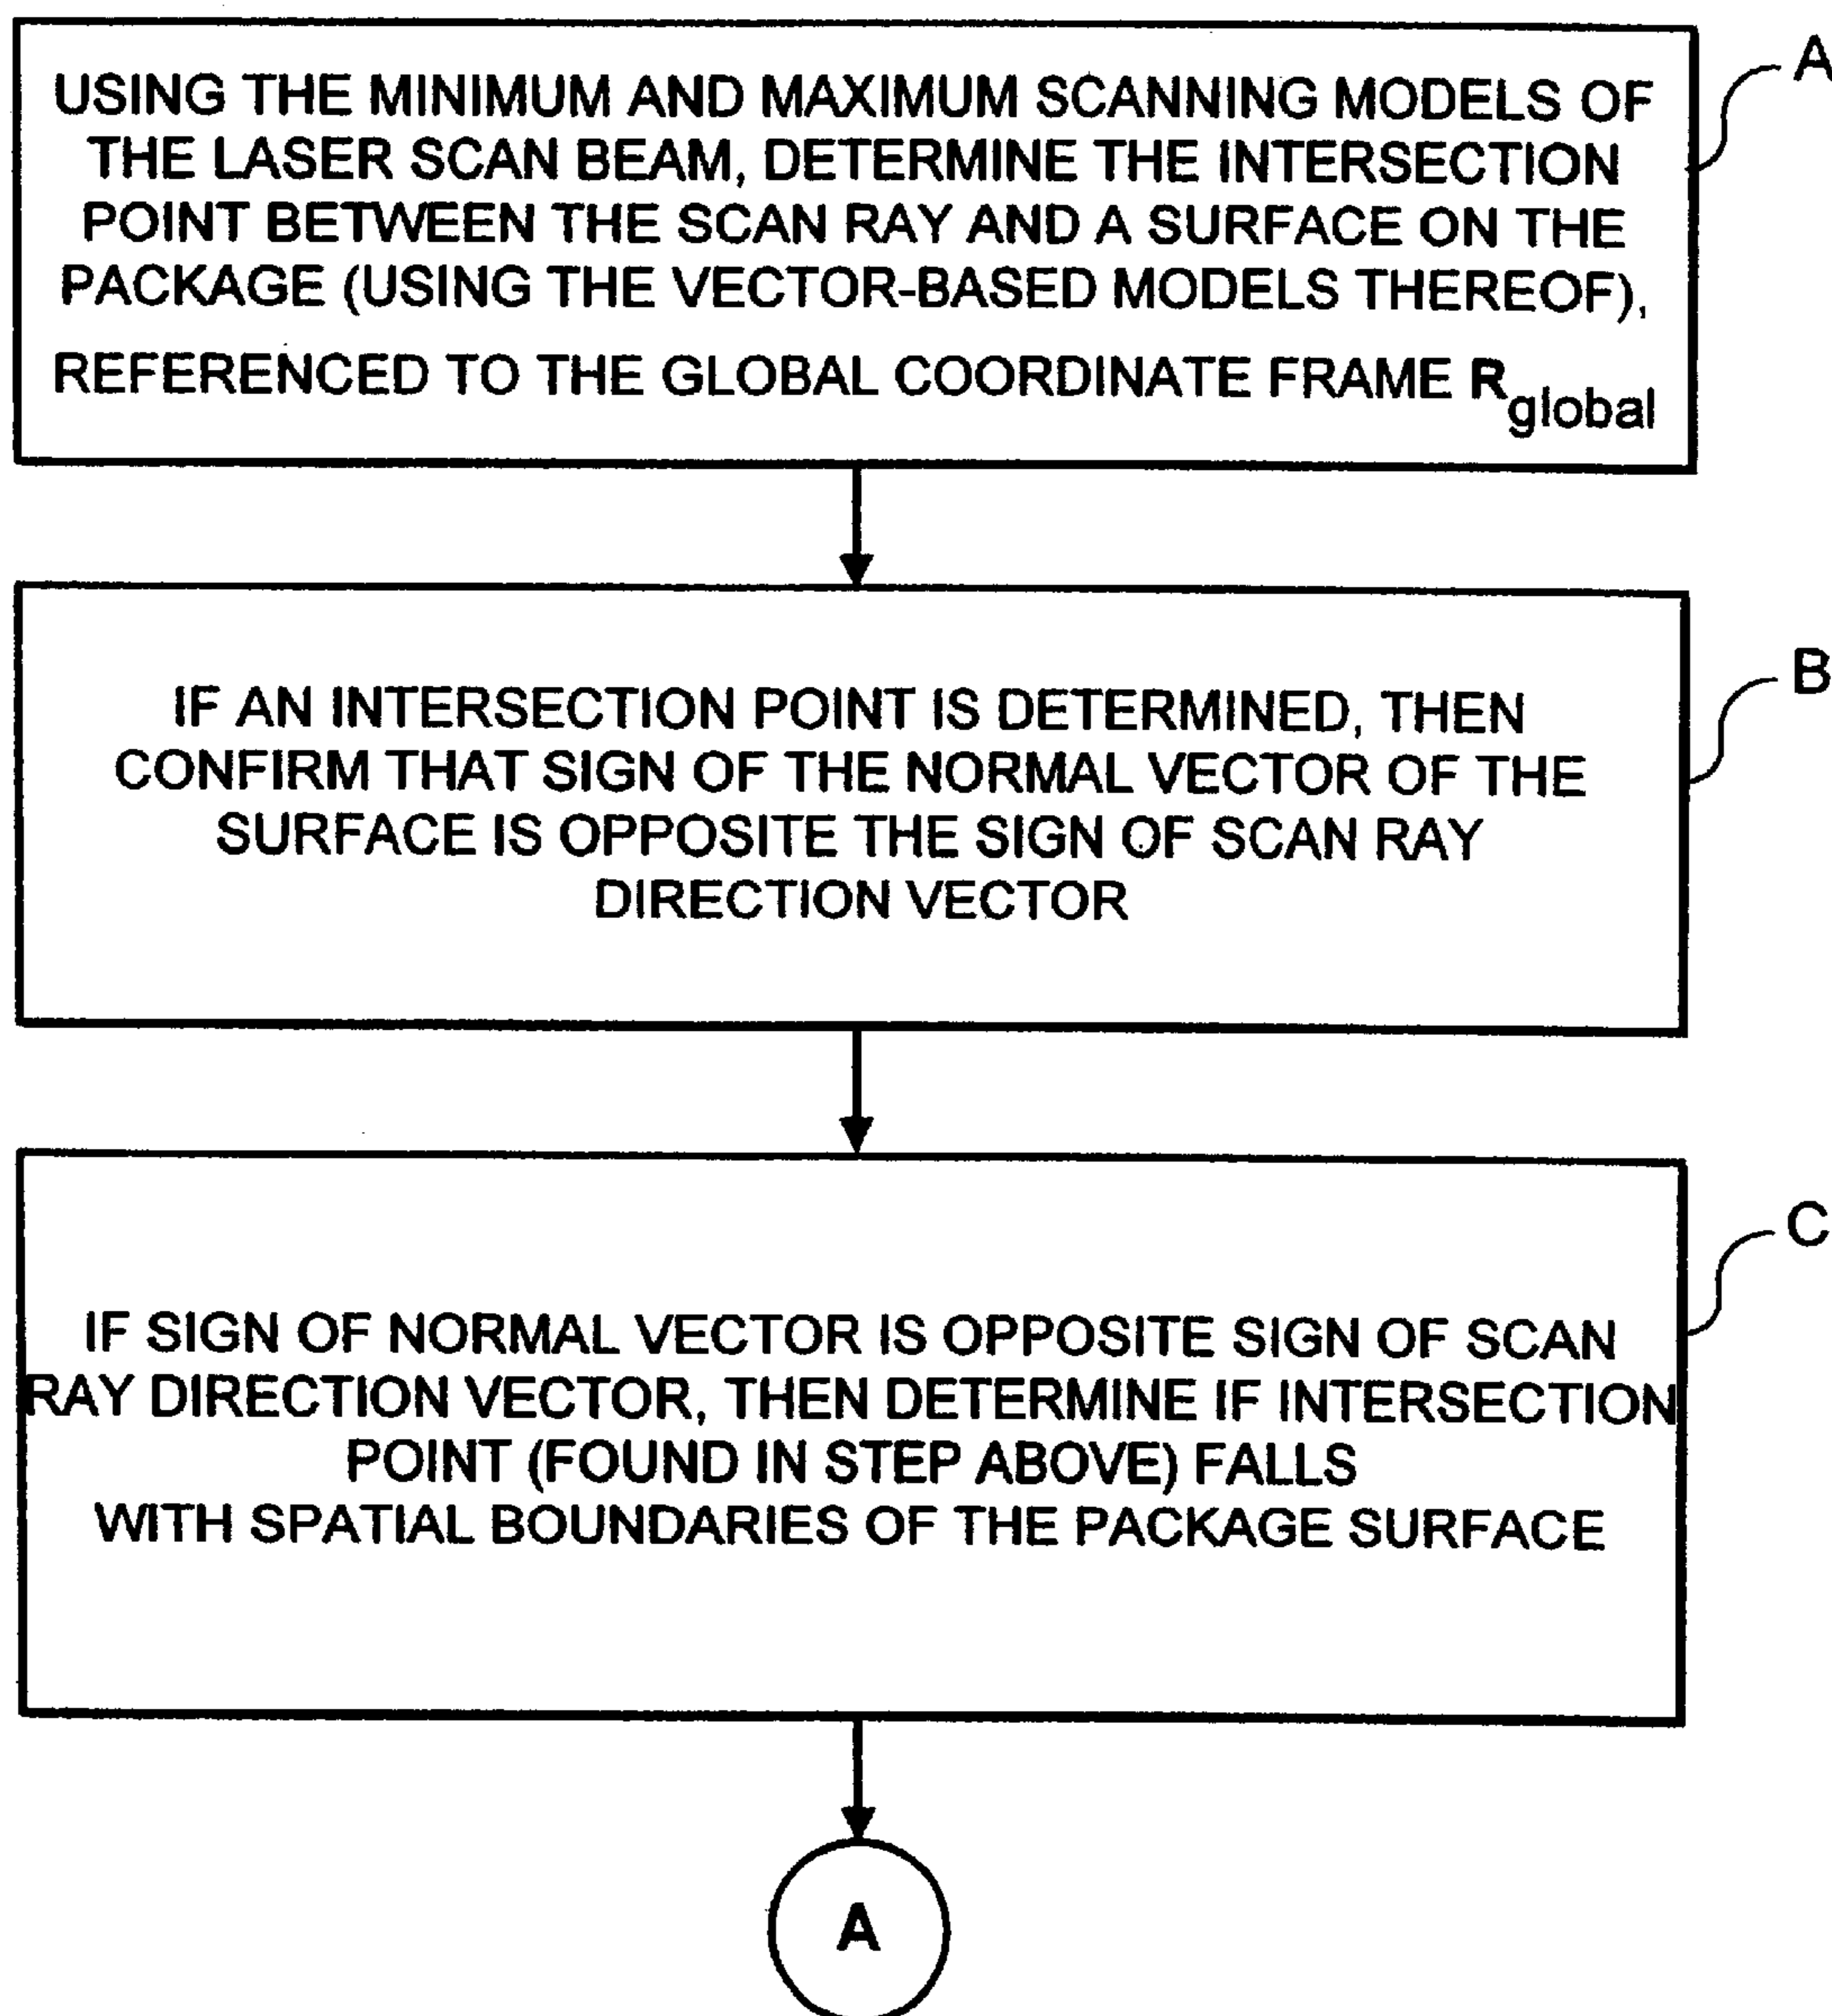 USING THE MINIMUM AND MAXIMUM SCANNING MODELS OF
THE LASER SCAN BEAM, DETERMINE THE INTERSECTION
POINT BETWEEN THE SCAN RAY AND A SURFACE ON THE
PACKAGE (USING THE VECTOR-BASED MODELS THEREOF),
REFERENCED TO THE GLOBAL COORDINATE FRAME Rglobal
A
IF AN INTERSECTION POINT IS DETERMINED, THEN
CONFIRM THAT SIGN OF THE NORMAL VECTOR OF THE
SURFACE IS OPPOSITE THE SIGN OF SCAN RAY
DIRECTION VECTOR
B
IF SIGN OF NORMAL VECTOR IS OPPOSITE SIGN OF SCAN
RAY DIRECTION VECTOR, THEN DETERMINE IF INTERSECTION
POINT (FOUND IN STEP ABOVE) FALLS
WITH SPATIAL BOUNDARIES OF THE PACKAGE SURFACE
C
A